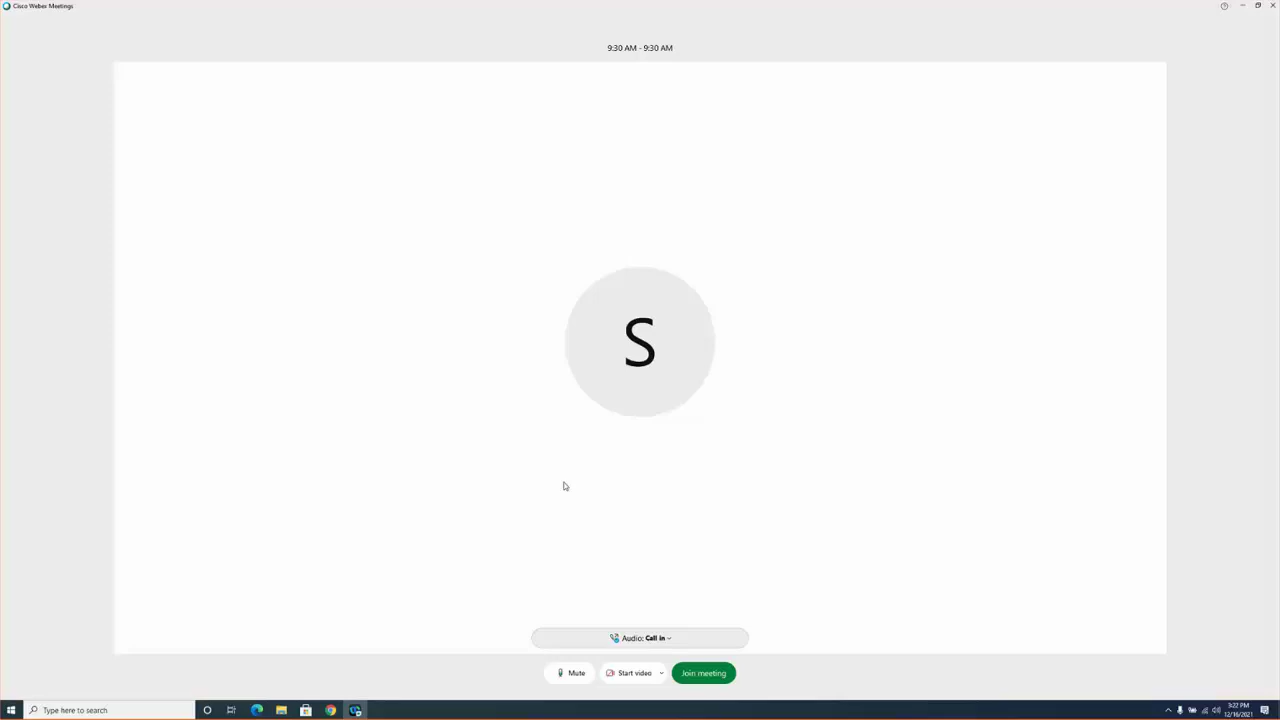 Cisco Webex Meetings
9:30 AM - 9:30 AM
S
Audio: Call in
Mute
Start video
Join meeting
Type here to search
3:22 PM
12/16/2021